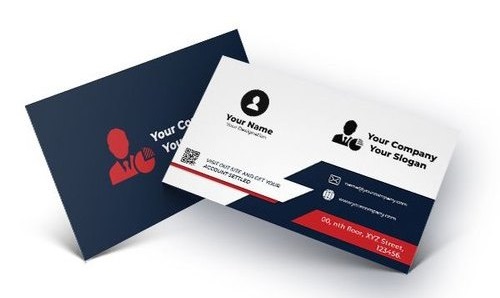 Your Co
Your
Your Name
Your Designation
Your Company
Your Slogan
VISIT OUT SITE AND GET YOUR
ACCOUNT SETTLED
name@yourcompany.com
www.yrcompany.com
00, nth floor, XYZ Street,
123456.